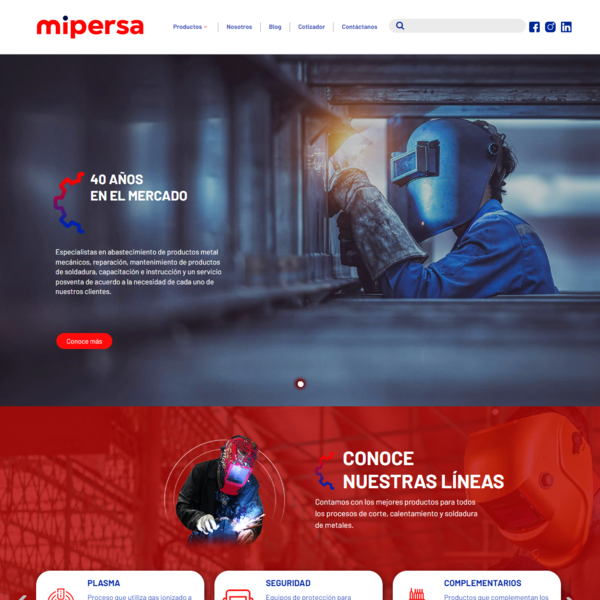 mipersa
Productos
Nosotros
Blog
Cotizador
Contáctanos
40 AÑOS
EN EL MERCADO
Especialistas en abastecimiento de productos metal
mecánicos, reparación, mantenimiento de productos
de soldadura, capacitación e instrucción y un servicio
posventa de acuerdo a la necesidad de cada uno de
nuestros clientes.
Conoce más
CONOCE
NUESTRAS LÍNEAS
Contamos con los mejores productos para todos
los procesos de corte, calentamiento y soldadura
de metales.
PLASMA
Proceso que utiliza gas ionizado a
SEGURIDAD
Equipos de protección para
COMPLEMENTARIOS
Productos que complementan los